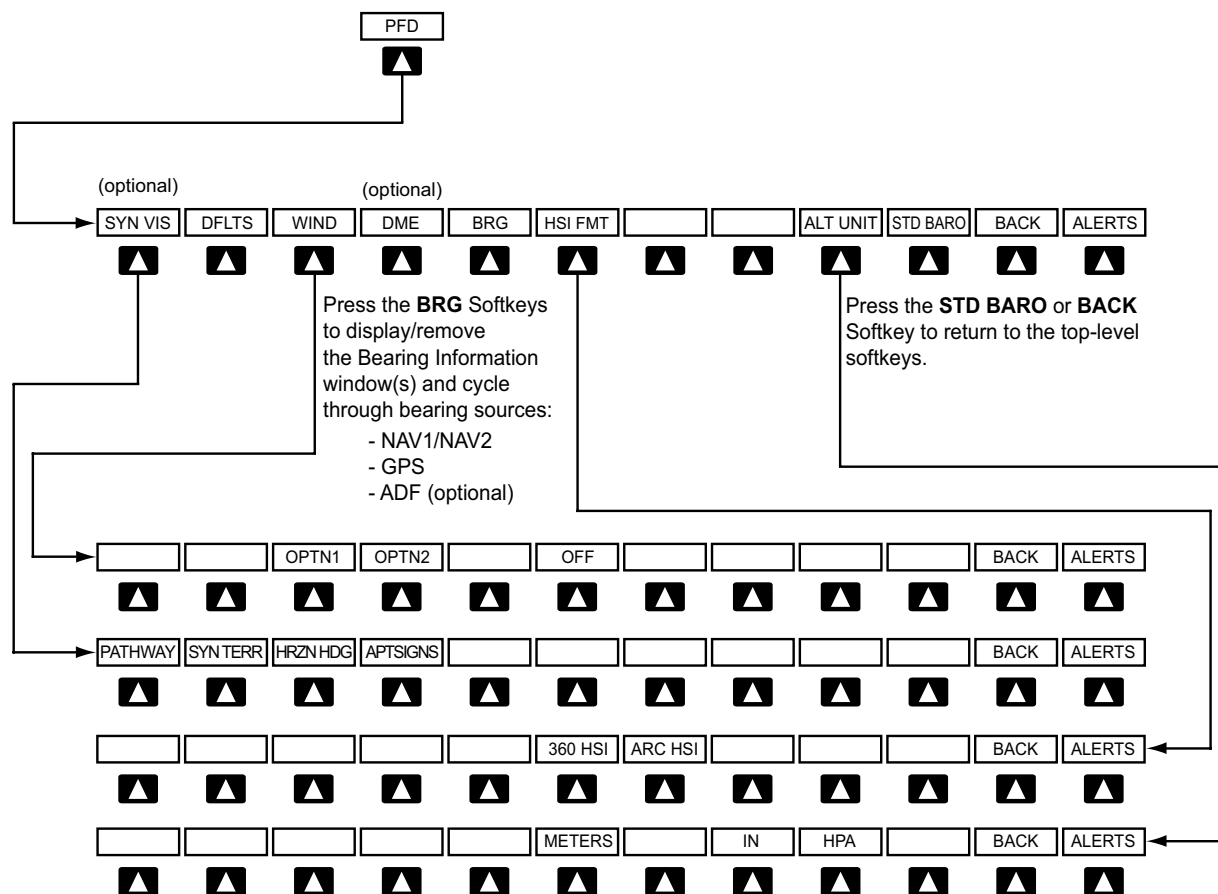 PFD
(optional)
(optional)
SYN VIS DFLTS WIND DME BRG HSI FMT ALT UNIT STD BARO BACK ALERTS
Press the BRG Softkeys
to display/remove
the Bearing Information
window(s) and cycle
through bearing sources:
- NAV1/NAV2
- GPS
- ADF (optional)
Press the STD BARO or BACK
Softkey to return to the top-level
softkeys.
OPTN1 OPTN2 OFF BACK ALERTS
PATHWAY SYN TERR HRZN HDG APTSIGNS BACK ALERTS
360 HSI ARC HSI BACK ALERTS
METERS IN HPA BACK ALERTS